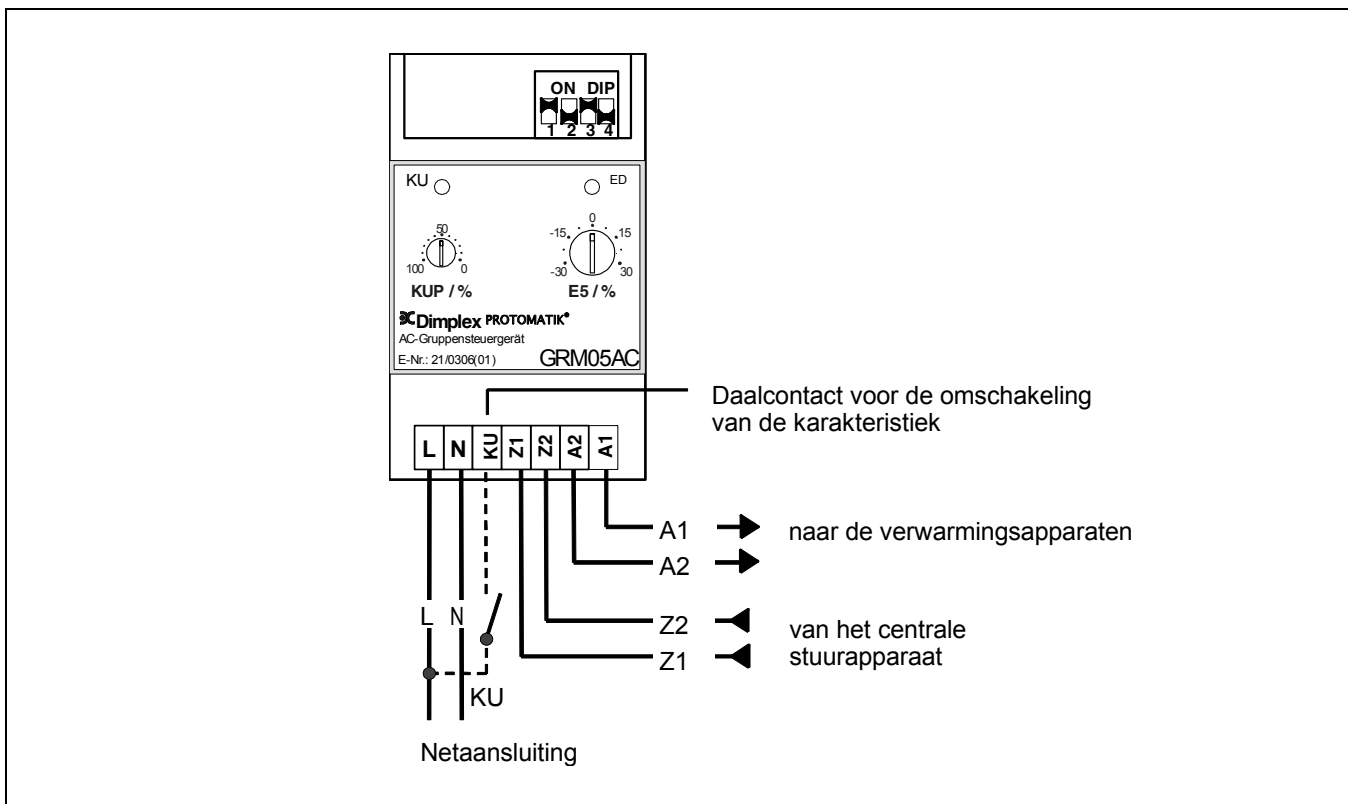 ON DIP
1 2 3 4
KU
ED
50
100 0
KUP / %
0
-15 15
-30 30
E5 / %
Dimplex PROTOMATIK®
AC-Gruppensteuergerät
E-Nr.: 21/0306(01) GRM05AC
Daalcontact voor de omschakeling
van de karakteristiek
L N KU Z1 Z2 A2 A1
A1 naar de verwarmingsapparaten
A2
L N
Z2 van het centrale
Z1 stuurapparaat
KU
Netaansluiting